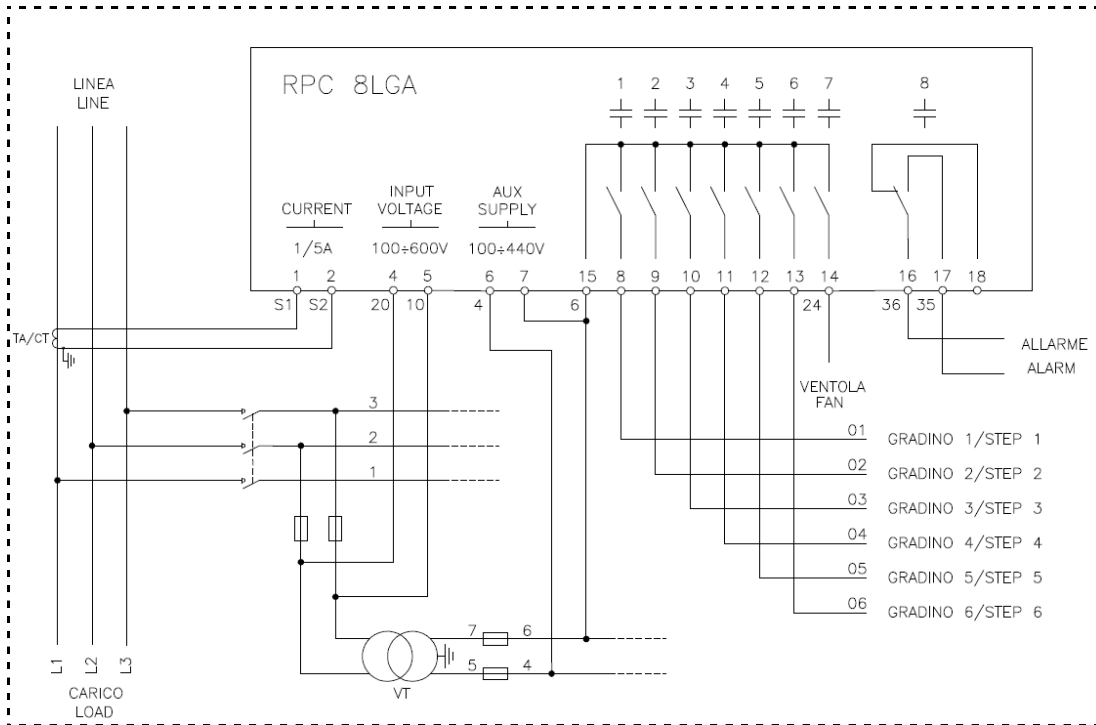 RPC 8LGA
1 2 3 4 5 6 7 8
LINEA
LINE
CURRENT
1/5A
INPUT
VOLTAGE
100÷600V
AUX
SUPPLY
100÷440V
1 2 4 5 6 7 15 8 9 10 11 12 13 14 16 17 18
S1 S2 20 10 4 6 24 36 35
TA/CT
ALLARME
ALARM
VENTOLA
FAN
3
2
1
01 GRADINO 1/STEP 1
02 GRADINO 2/STEP 2
03 GRADINO 3/STEP 3
04 GRADINO 4/STEP 4
05 GRADINO 5/STEP 5
06 GRADINO 6/STEP 6
7 6
5 4
VT
L1 L2 L3
CARICO
LOAD